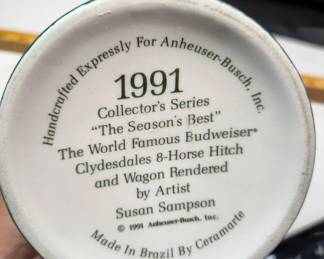 Handcrafted Expressly For Anheuser-Busch, Inc.
1991
Collector's Series
"The Season's Best"
The World Famous Budweiser®
Clydesdales 8-Horse Hitch
and Wagon Rendered
by Artist
Susan Sampson
© 1991 Anheuser-Busch, Inc.
Made In Brazil By Ceramarte